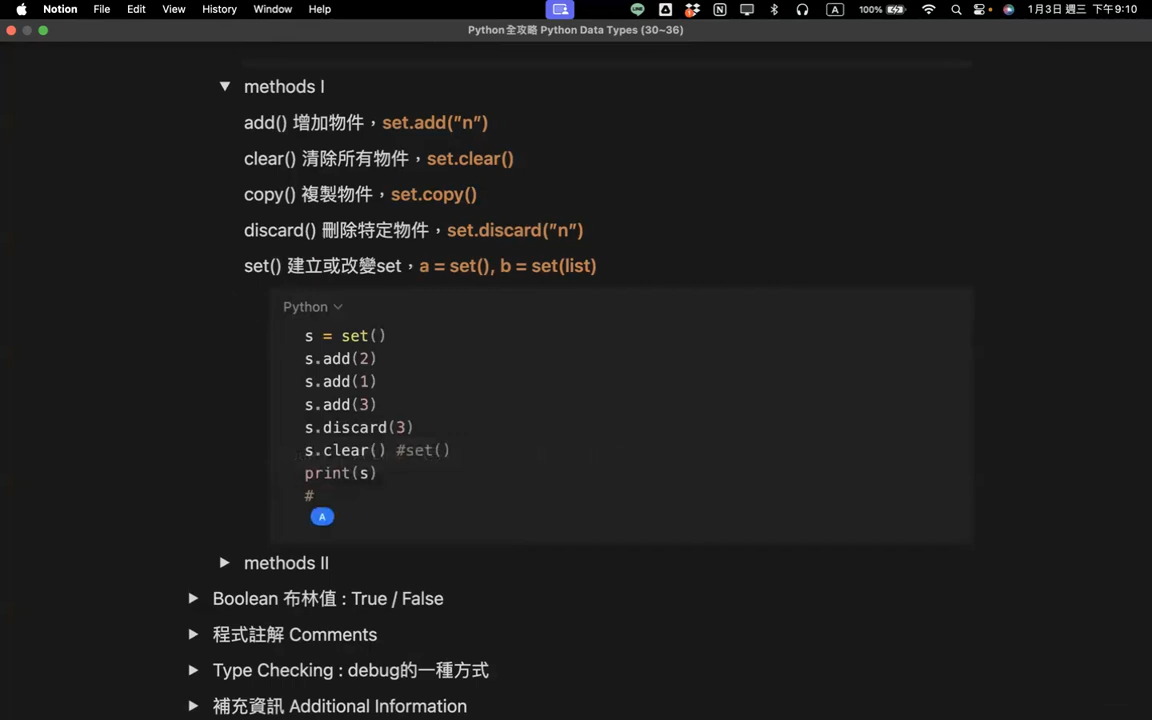 Notion File Edit View History Window Help 100% 1月3日 週三 下午9:10
Python全攻略 Python Data Types (30~36)
methods I
add() 增加物件，set.add("n")
clear() 清除所有物件，set.clear()
copy() 複製物件，set.copy()
discard() 刪除特定物件，set.discard("n")
set() 建立或改變set，a = set(), b = set(list)
Python
s = set()
s.add(2)
s.add(1)
s.add(3)
s.discard(3)
s.clear() #set()
print(s)
#
A
methods II
Boolean 布林值 : True / False
程式註解 Comments
Type Checking : debug的一種方式
補充資訊 Additional Information